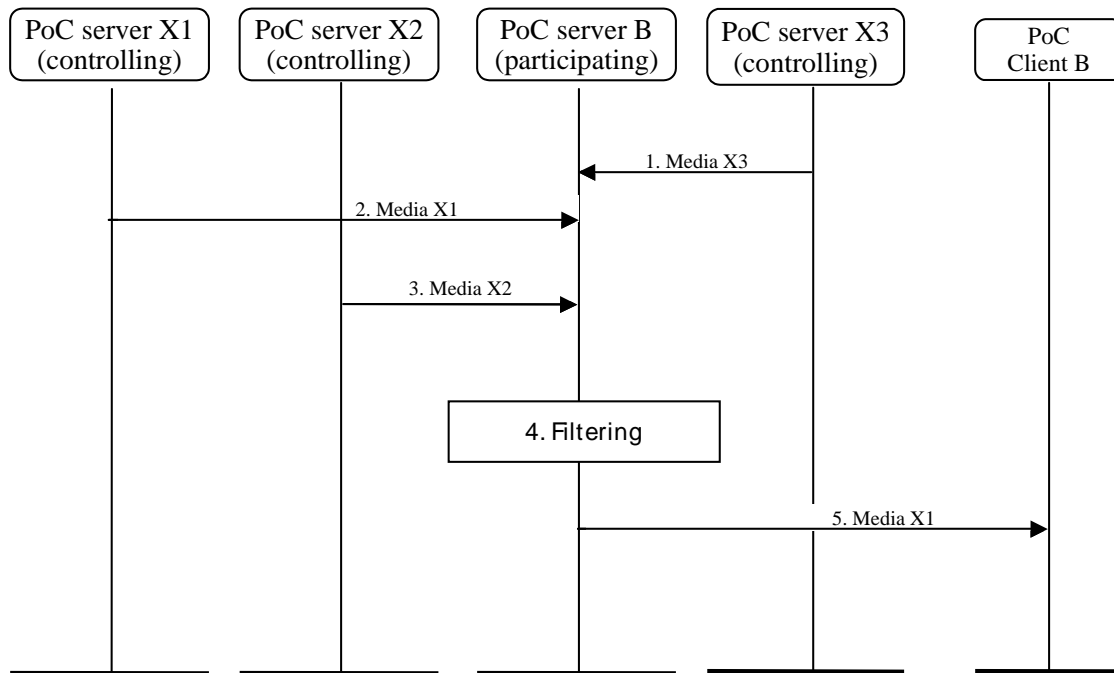 PoC server X1
(controlling)
PoC server X2
(controlling)
PoC server B
(participating)
PoC server X3
(controlling)
PoC
Client B
1. Media X3
2. Media X1
3. Media X2
4. Filtering
5. Media X1